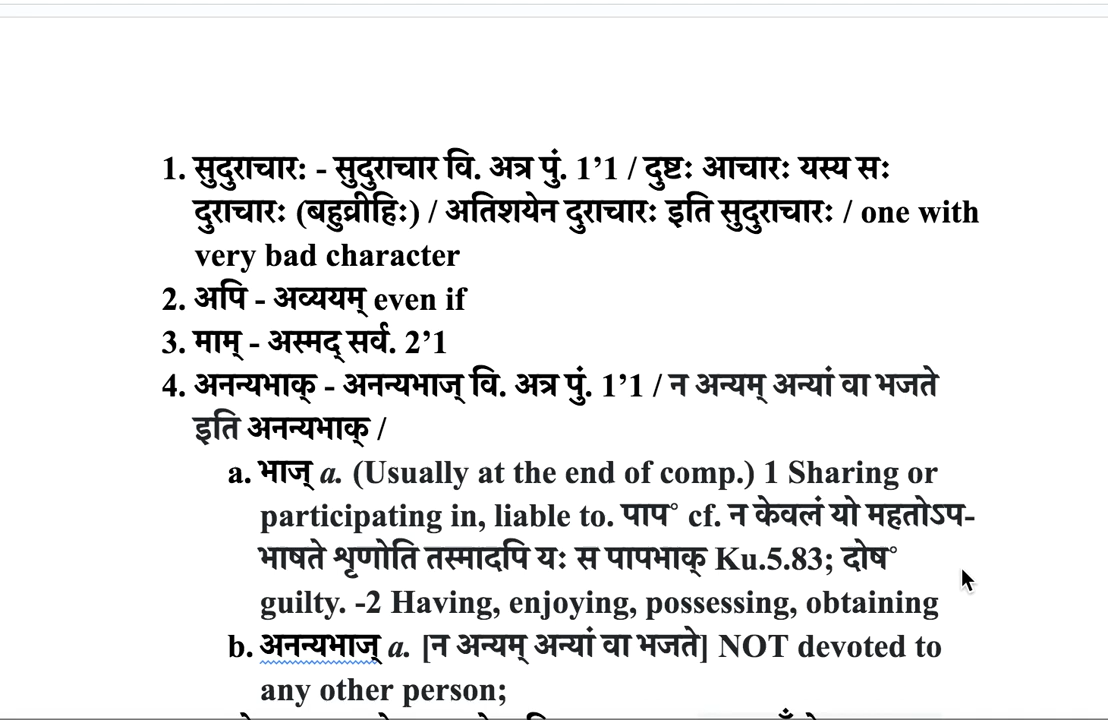 1. सुदुराचार: - सुदुराचार वि. अत्र पुं. 1’1 / दुष्टः आचारः यस्य सः
दुराचारः (बहुव्रीहिः) / अतिशयेन दुराचारः इति सुदुराचारः / one with
very bad character
2. अपि - अव्ययम् even if
3. माम् - अस्मद् सर्व. 2’1
4. अनन्यभाक् - अनन्यभाज् वि. अत्र पुं. 1’1 / न अन्यम् अन्यां वा भजते
इति अनन्यभाक् /
a. भाज् a. (Usually at the end of comp.) 1 Sharing or
participating in, liable to. पाप° cf. न केवलं यो महतोऽप-
भाषते शृणोति तस्मादपि यः स पापभाक् Ku.5.83; दोष°
guilty. -2 Having, enjoying, possessing, obtaining
b. अनन्यभाज् a. [न अन्यम् अन्यां वा भजते] NOT devoted to
any other person;